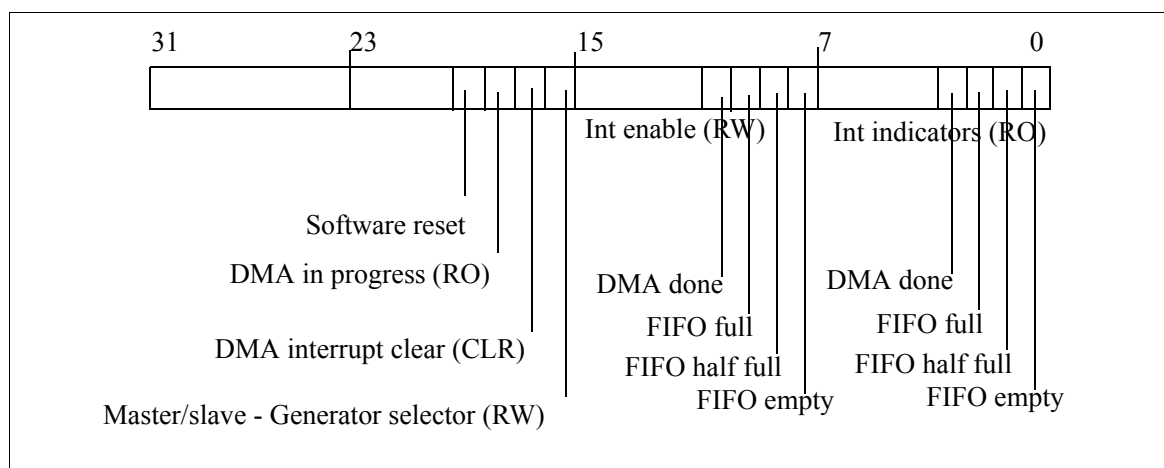 31 23 15 7 0
Int enable (RW) Int indicators (RO)
Software reset
DMA in progress (RO) DMA done DMA done
FIFO full FIFO full
DMA interrupt clear (CLR) FIFO half full FIFO half full
Master/slave - Generator selector (RW) FIFO empty FIFO empty